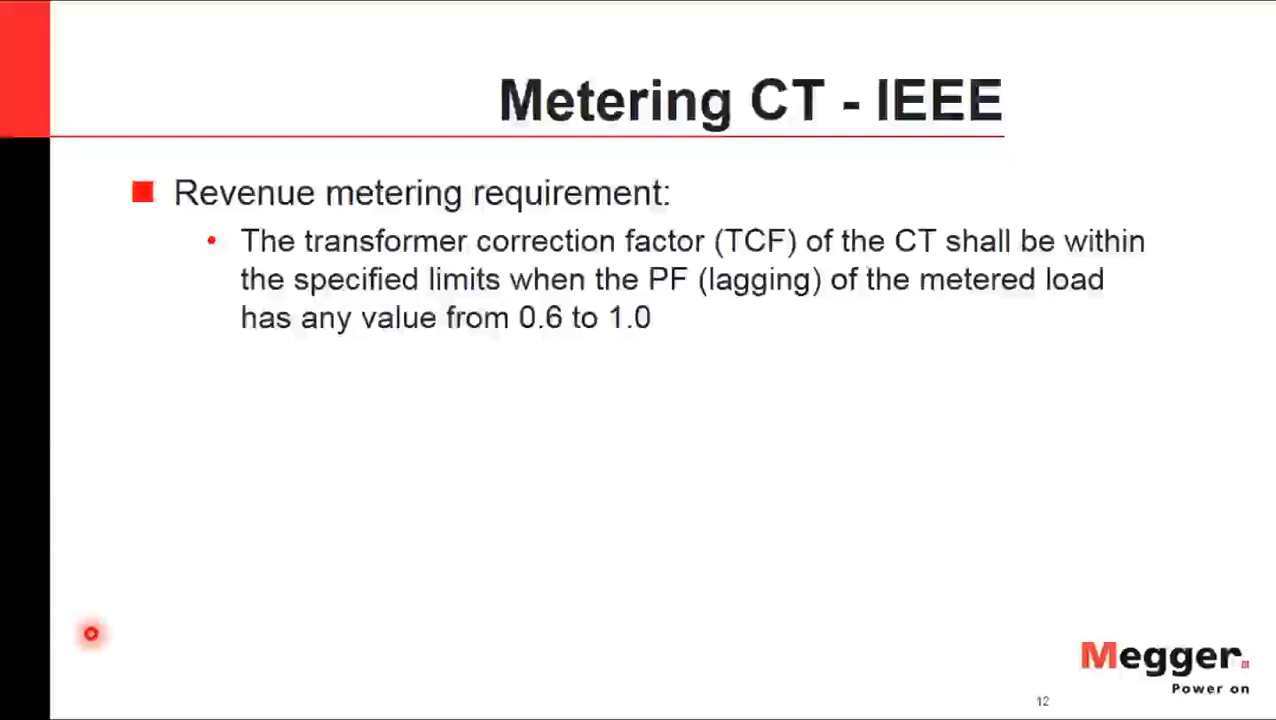 Metering CT - IEEE
Revenue metering requirement:
The transformer correction factor (TCF) of the CT shall be within
the specified limits when the PF (lagging) of the metered load
has any value from 0.6 to 1.0
Megger
Power on
12